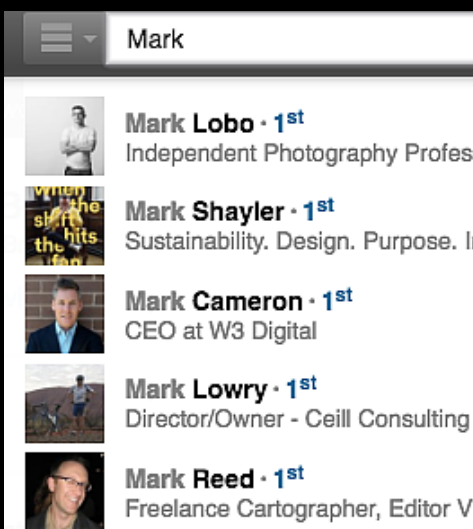 Mark
Mark Lobo · 1st
Independent Photography Profes
when
the
sh the
the hits
fan
Mark Shayler · 1st
Sustainability. Design. Purpose. I
Mark Cameron · 1st
CEO at W3 Digital
Mark Lowry · 1st
Director/Owner - Ceill Consulting
Mark Reed · 1st
Freelance Cartographer, Editor V